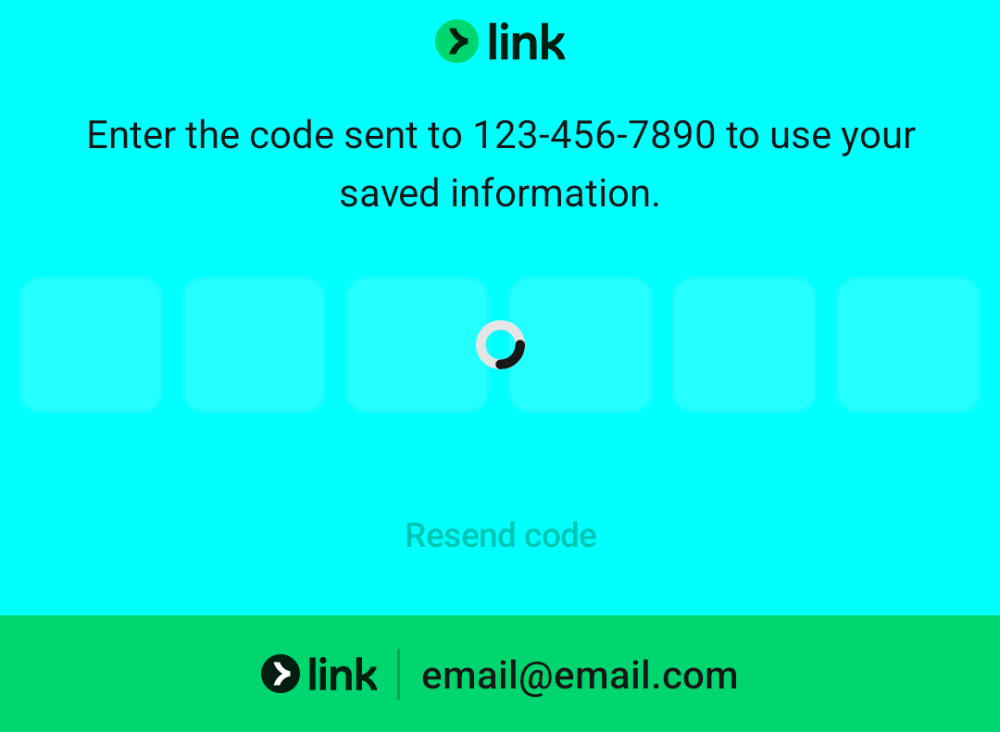 link
Enter the code sent to 123-456-7890 to use your
saved information.
Resend code
link | email@email.com